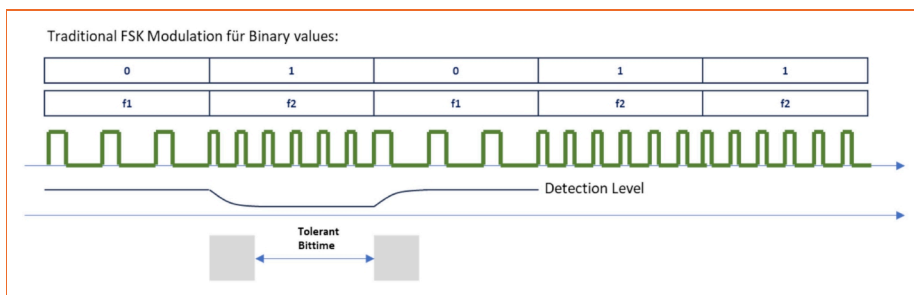 Traditional FSK Modulation für Binary values:
0 1 0 1 1
f1 f2 f1 f2 f2
Detection Level
Tolerant
Bittime